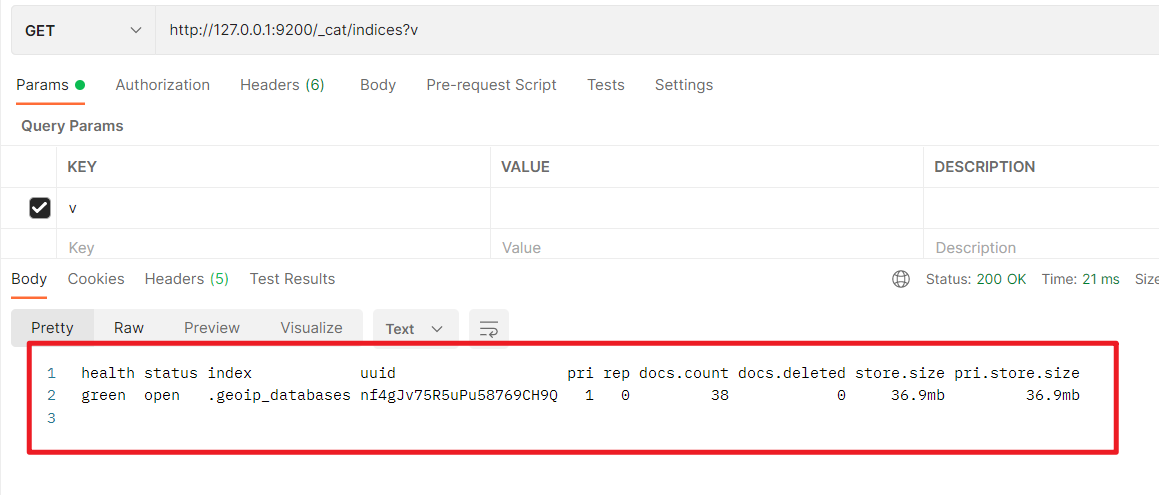 GET http://127.0.0.1:9200/_cat/indices?v
Params Authorization Headers (6) Body Pre-request Script Tests Settings
Query Params
KEY VALUE DESCRIPTION
v
Key Value Description
Body Cookies Headers (5) Test Results Status: 200 OK Time: 21 ms Size
Pretty Raw Preview Visualize Text
1 health status index uuid pri rep docs.count docs.deleted store.size pri.store.size
2 green open .geoip_databases nf4gJv75R5uPu58769CH9Q 1 0 38 0 36.9mb 36.9mb
3